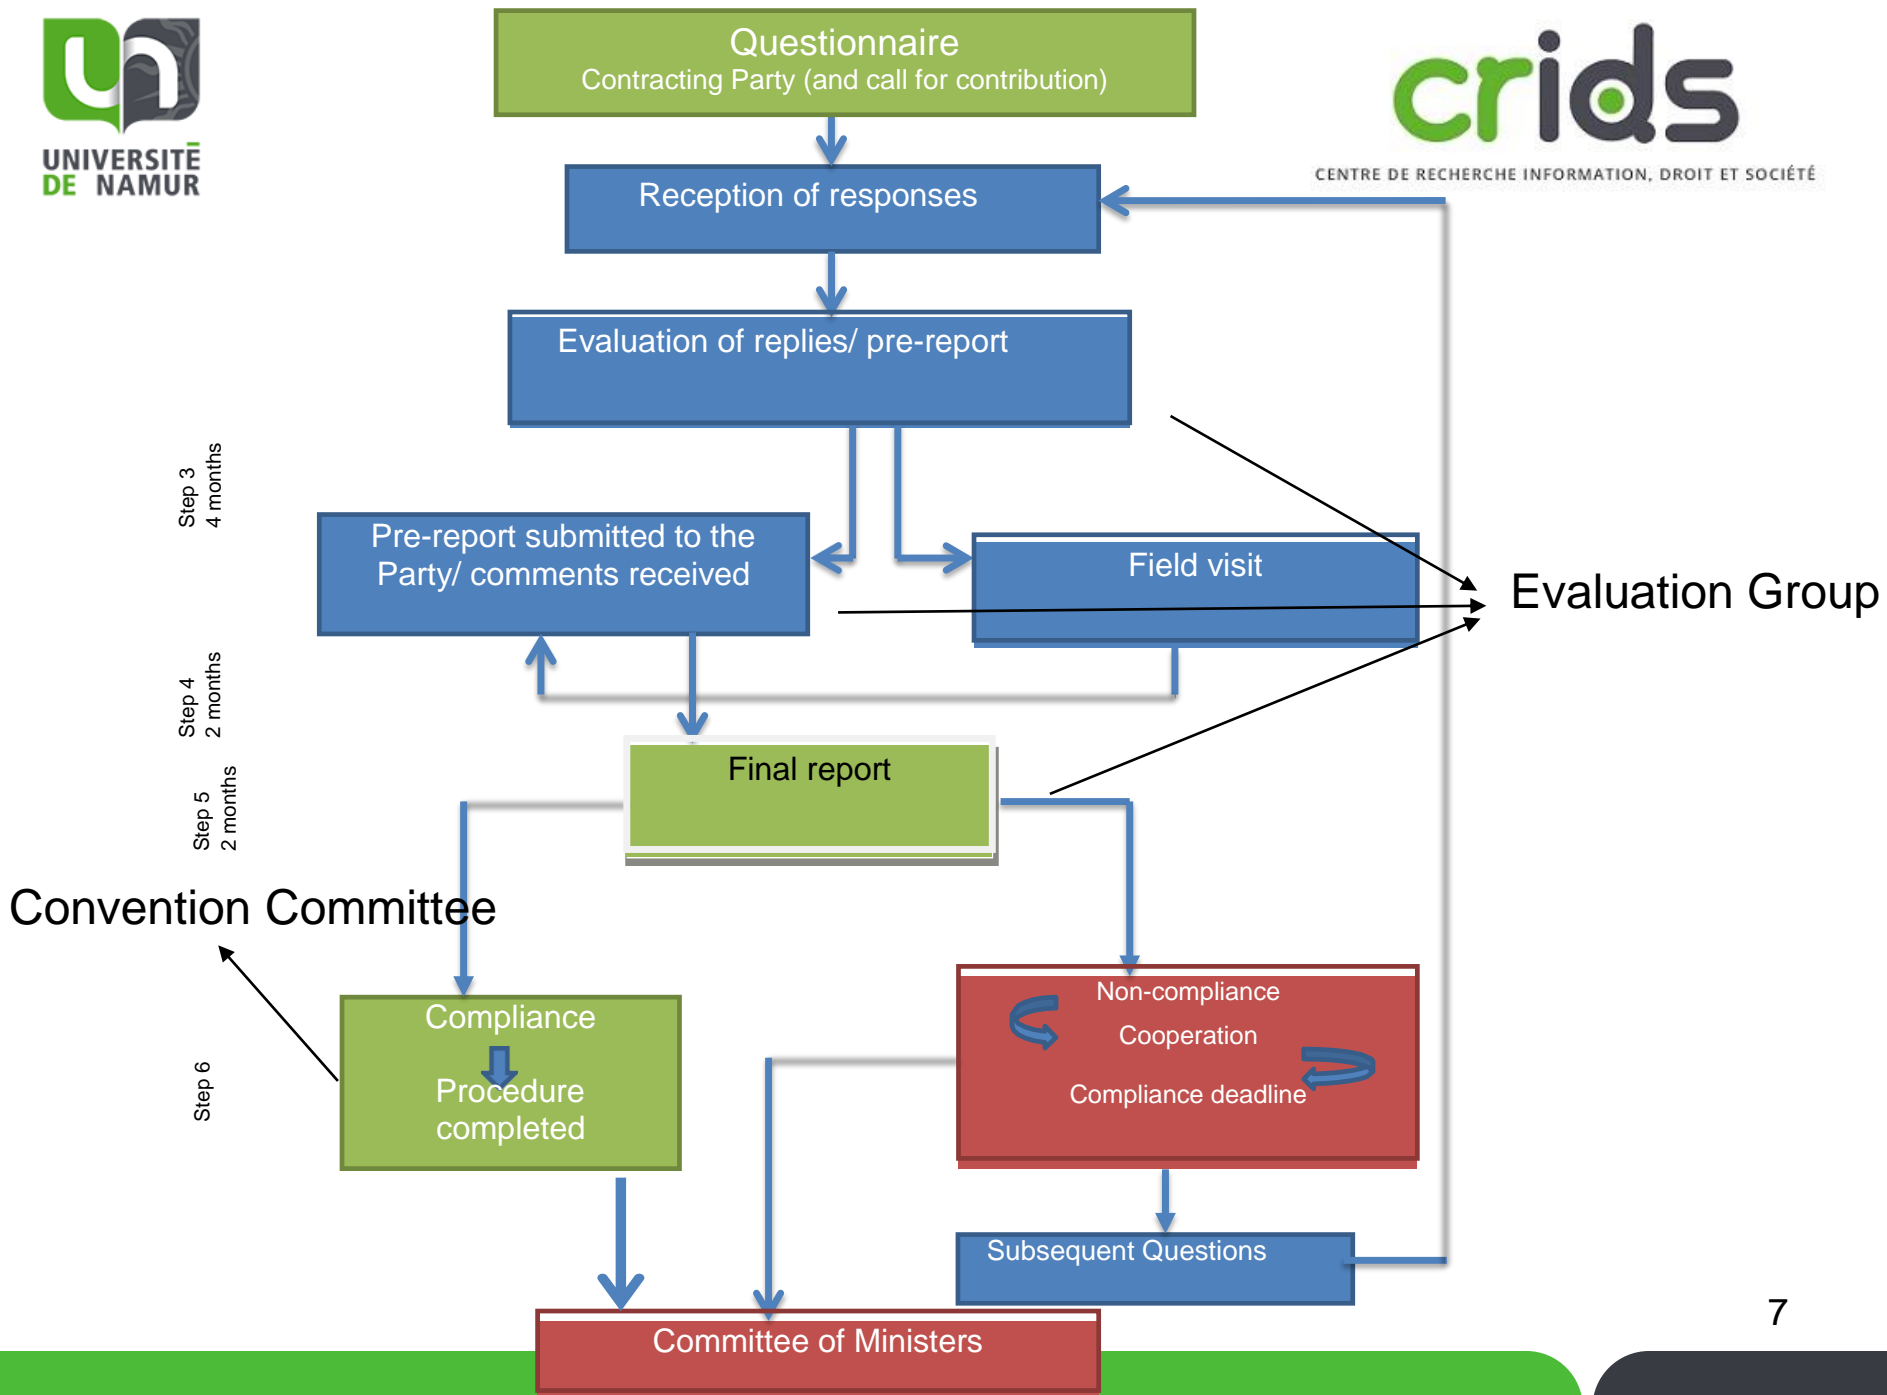 UNIVERSITĒ
DE NAMUR
Questionnaire
Contracting Party (and call for contribution)
crids
CENTRE DE RECHERCHE INFORMATION, DROIT ET SOCIÉTÉ
Reception of responses
Evaluation of replies/ pre-report
Step 3
4 months
Pre-report submitted to the
Party/ comments received
Field visit
Evaluation Group
Step 4
2 months
Final report
Step 5
2 months
Convention Committee
Compliance
Procedure
completed
Non-compliance
Cooperation
Compliance deadline
Step 6
Subsequent Questions
Committee of Ministers
7